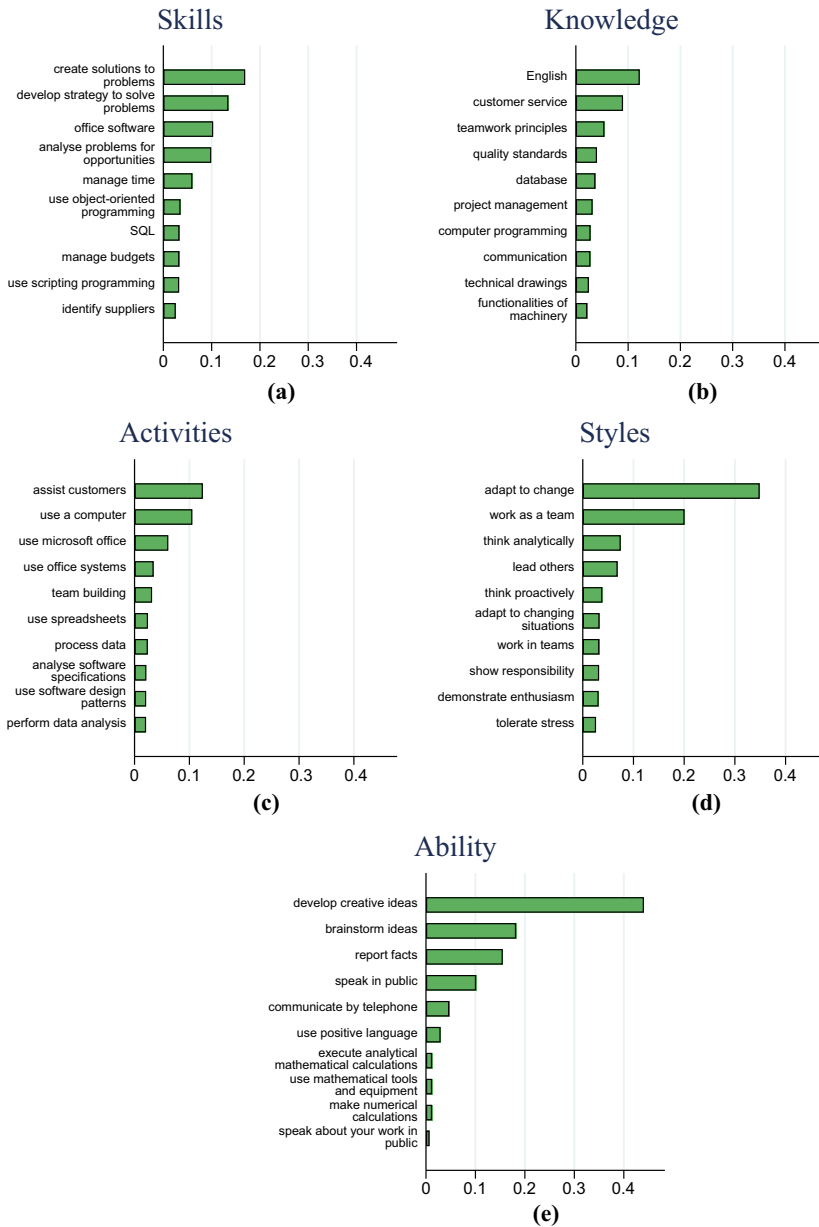 Skills
create solutions to
problems
develop strategy to solve
problems
office software
analyse problems for
opportunities
manage time
use object-oriented
programming
SQL
manage budgets
use scripting programming
identify suppliers
0 0.1 0.2 0.3 0.4
(a)
Knowledge
English
customer service
teamwork principles
quality standards
database
project management
computer programming
communication
technical drawings
functionalities of
machinery
0 0.1 0.2 0.3 0.4
(b)
Activities
assist customers
use a computer
use microsoft office
use office systems
team building
use spreadsheets
process data
analyse software
specifications
use software design
patterns
perform data analysis
0 0.1 0.2 0.3 0.4
(c)
Styles
adapt to change
work as a team
think analytically
lead others
think proactively
adapt to changing
situations
work in teams
show responsibility
demonstrate enthusiasm
tolerate stress
0 0.1 0.2 0.3 0.4
(d)
Ability
develop creative ideas
brainstorm ideas
report facts
speak in public
communicate by telephone
use positive language
execute analytical
mathematical calculations
use mathematical tools
and equipment
make numerical
calculations
speak about your work in
public
0 0.1 0.2 0.3 0.4
(e)